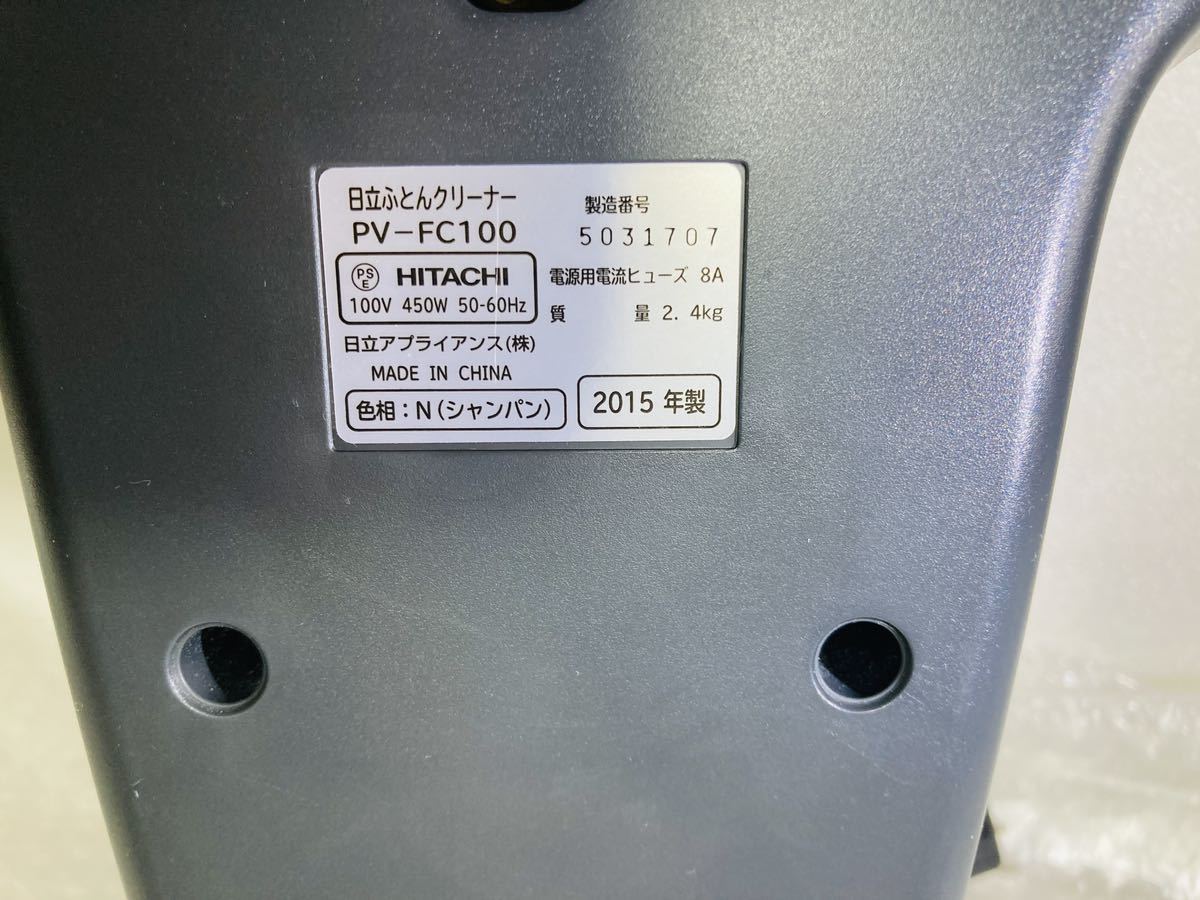 日立ふとんクリーナー
PV-FC100
製造番号
5031707
PSE HITACHI
100V 450W 50-60Hz
電源用電流ヒューズ 8A
質 量 2.4kg
日立アプライアンス(株)
MADE IN CHINA
色相:N(シャンパン)
2015 年製